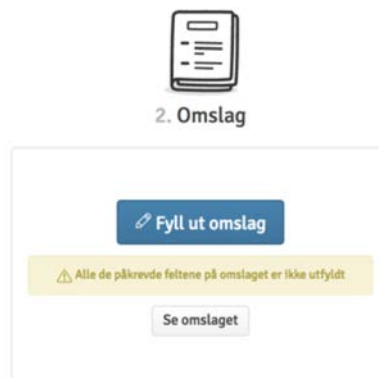 2. Omslag
Fyll ut omslag
Alle de påkrevde feltene på omslaget er ikke utfyldt
Se omslaget